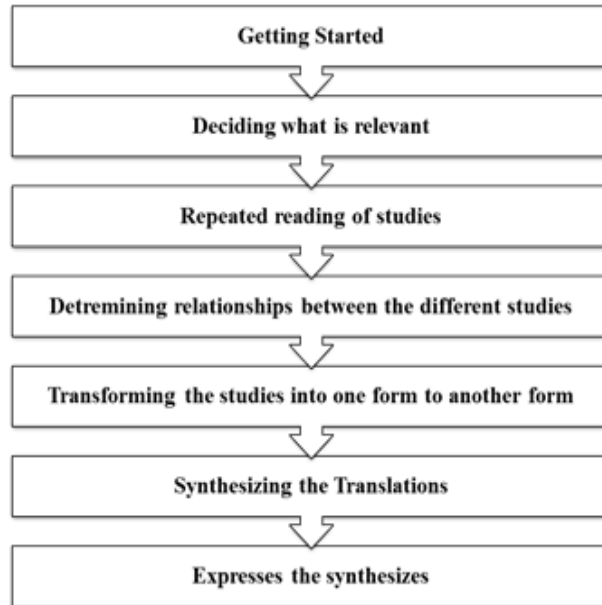 Getting Started
Deciding what is relevant
Repeated reading of studies
Detremining relationships between the different studies
Transforming the studies into one form to another form
Synthesizing the Translations
Expresses the synthesizes